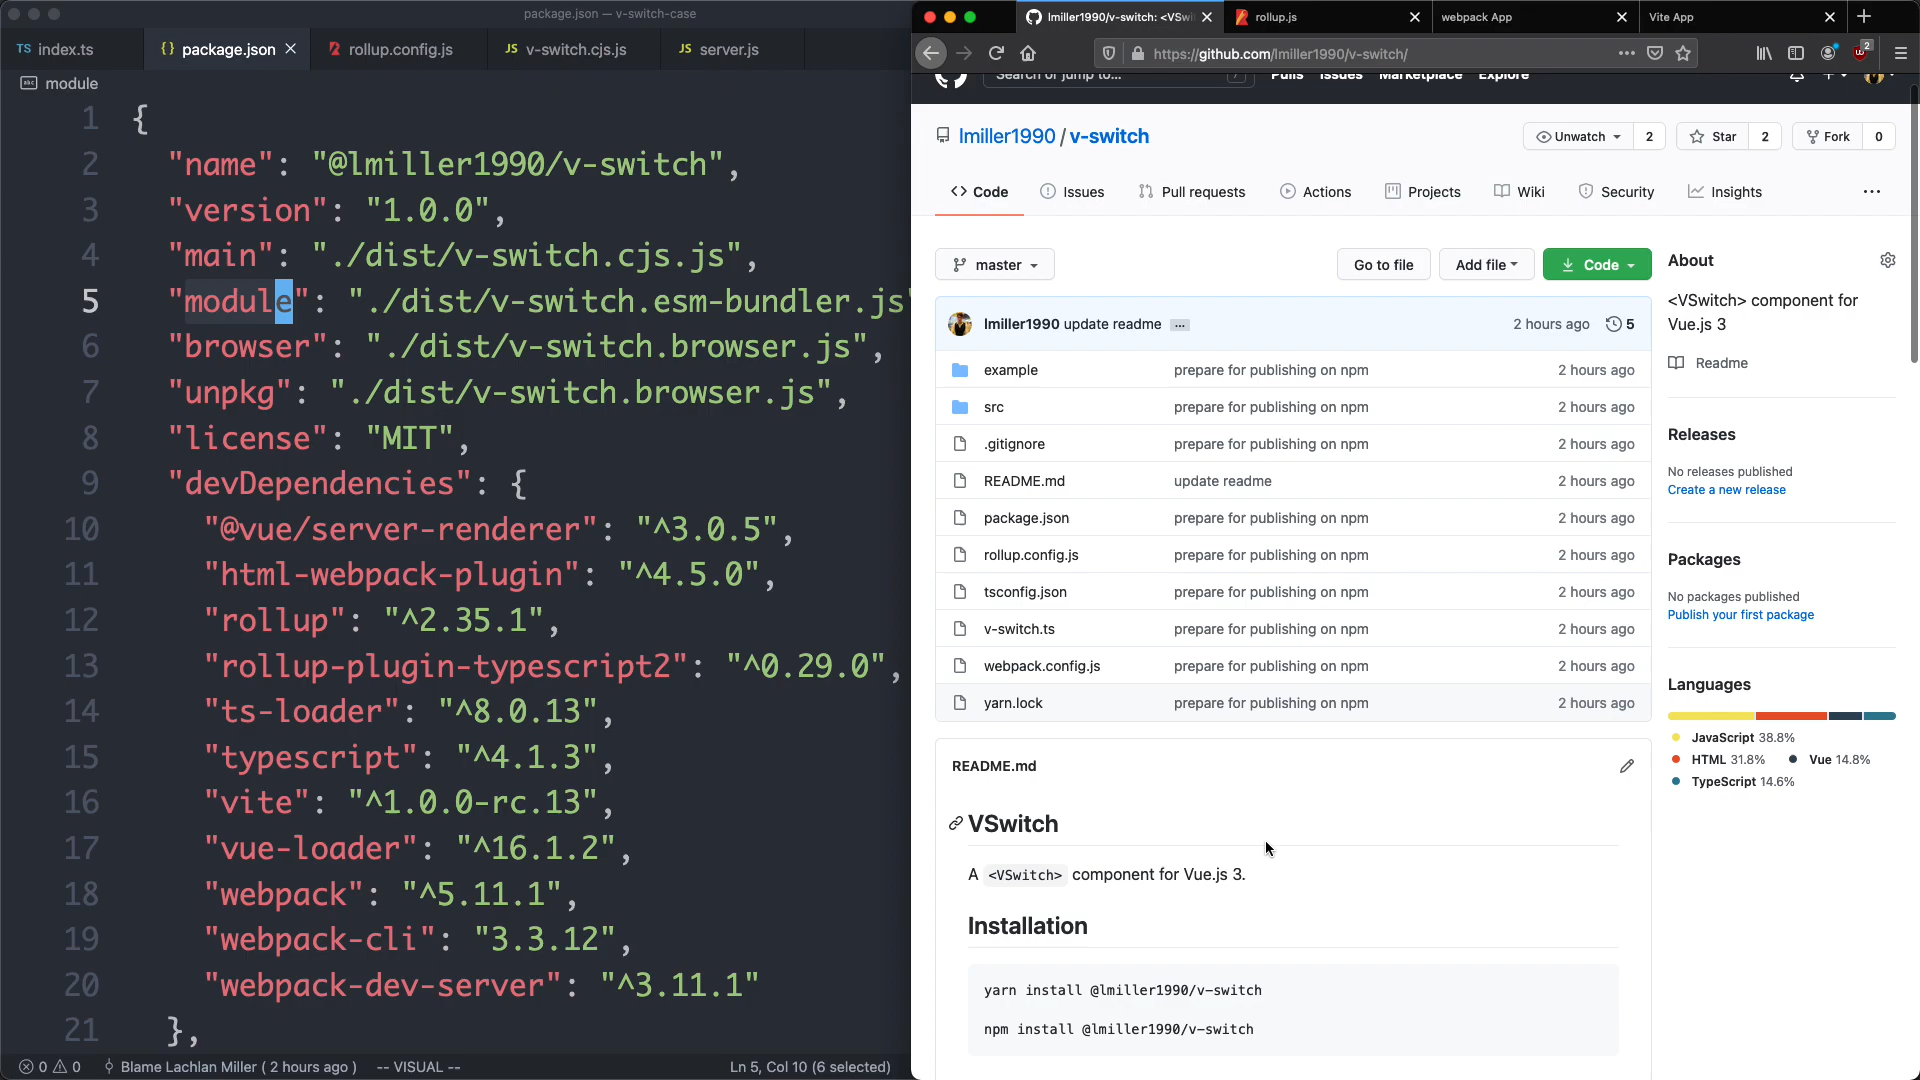 package.json — v-switch-case
TS index.ts
{} package.json ✕
rollup.config.js
JS v-switch.cjs.js
JS server.js
module
1 {
2 "name": "@lmiller1990/v-switch",
3 "version": "1.0.0",
4 "main": "./dist/v-switch.cjs.js",
5 "module": "./dist/v-switch.esm-bundler.js"
6 "browser": "./dist/v-switch.browser.js",
7 "unpkg": "./dist/v-switch.browser.js",
8 "license": "MIT",
9 "devDependencies": {
10 "@vue/server-renderer": "^3.0.5",
11 "html-webpack-plugin": "^4.5.0",
12 "rollup": "^2.35.1",
13 "rollup-plugin-typescript2": "^0.29.0",
14 "ts-loader": "^8.0.13",
15 "typescript": "^4.1.3",
16 "vite": "^1.0.0-rc.13",
17 "vue-loader": "^16.1.2",
18 "webpack": "^5.11.1",
19 "webpack-cli": "3.3.12",
20 "webpack-dev-server": "^3.11.1"
21 },
0 0 Blame Lachlan Miller ( 2 hours ago ) -- VISUAL -- Ln 5, Col 10 (6 selected)
lmiller1990/v-switch: <VSwi
rollup.js
webpack App
Vite App
https://github.com/lmiller1990/v-switch/
2
Search or jump to... /
Pulls Issues Marketplace Explore
lmiller1990 / v-switch
Unwatch 2
Star 2
Fork 0
Code
Issues
Pull requests
Actions
Projects
Wiki
Security
Insights
master
Go to file
Add file
Code
lmiller1990 update readme ... 2 hours ago 5
example prepare for publishing on npm 2 hours ago
src prepare for publishing on npm 2 hours ago
.gitignore prepare for publishing on npm 2 hours ago
README.md update readme 2 hours ago
package.json prepare for publishing on npm 2 hours ago
rollup.config.js prepare for publishing on npm 2 hours ago
tsconfig.json prepare for publishing on npm 2 hours ago
v-switch.ts prepare for publishing on npm 2 hours ago
webpack.config.js prepare for publishing on npm 2 hours ago
yarn.lock prepare for publishing on npm 2 hours ago
README.md
VSwitch
A <VSwitch> component for Vue.js 3.
Installation
yarn install @lmiller1990/v-switch
npm install @lmiller1990/v-switch
About
<VSwitch> component for
Vue.js 3
Readme
Releases
No releases published
Create a new release
Packages
No packages published
Publish your first package
Languages
JavaScript 38.8%
HTML 31.8% Vue 14.8%
TypeScript 14.6%